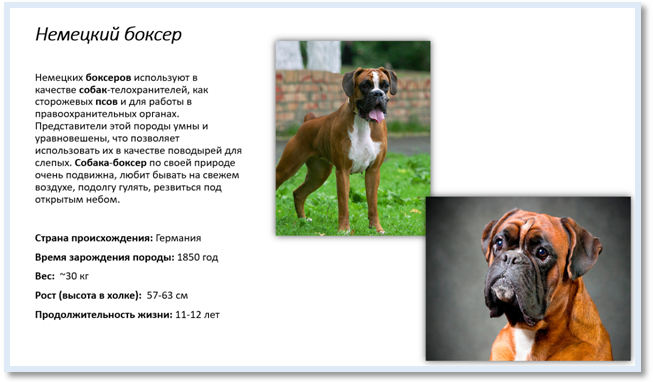 Немецкий боксер
Немецких боксеров используют в
качестве собак-телохранителей, как
сторожевых псов и для работы в
правоохранительных органах.
Представители этой породы умны и
уравновешены, что позволяет
использовать их в качестве поводырей для
слепых. Собака-боксер по своей природе
очень подвижна, любит бывать на свежем
воздухе, подолгу гулять, резвиться под
открытым небом.
Страна происхождения: Германия
Время зарождения породы: 1850 год
Вес:  ~30 кг
Рост (высота в холке):  57-63 см
Продолжительность жизни: 11-12 лет